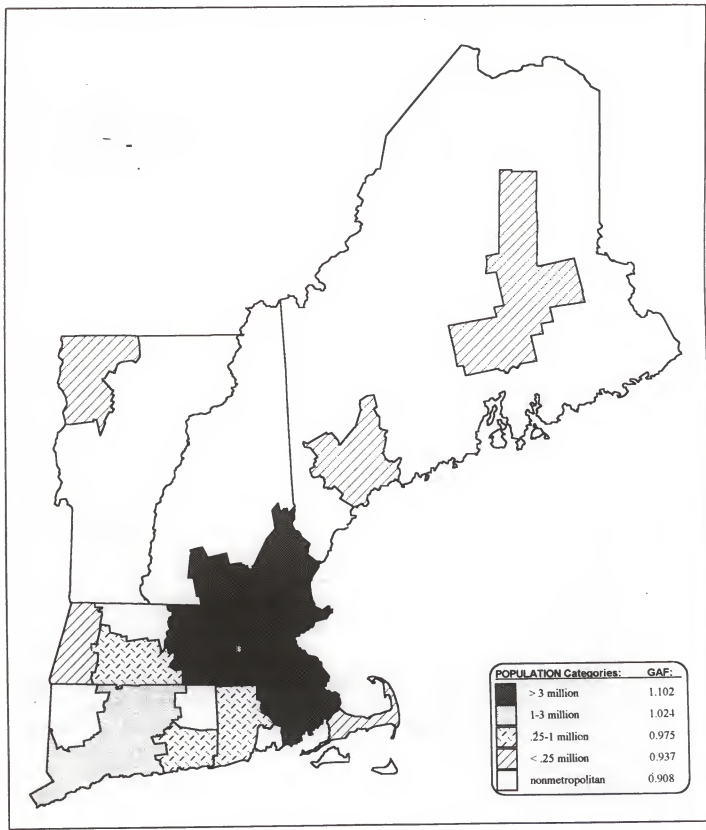 POPULATION Categories: GAF:
> 3 million 1.102
1-3 million 1.024
.25-1 million 0.975
< .25 million 0.937
nonmetropolitan 0.908